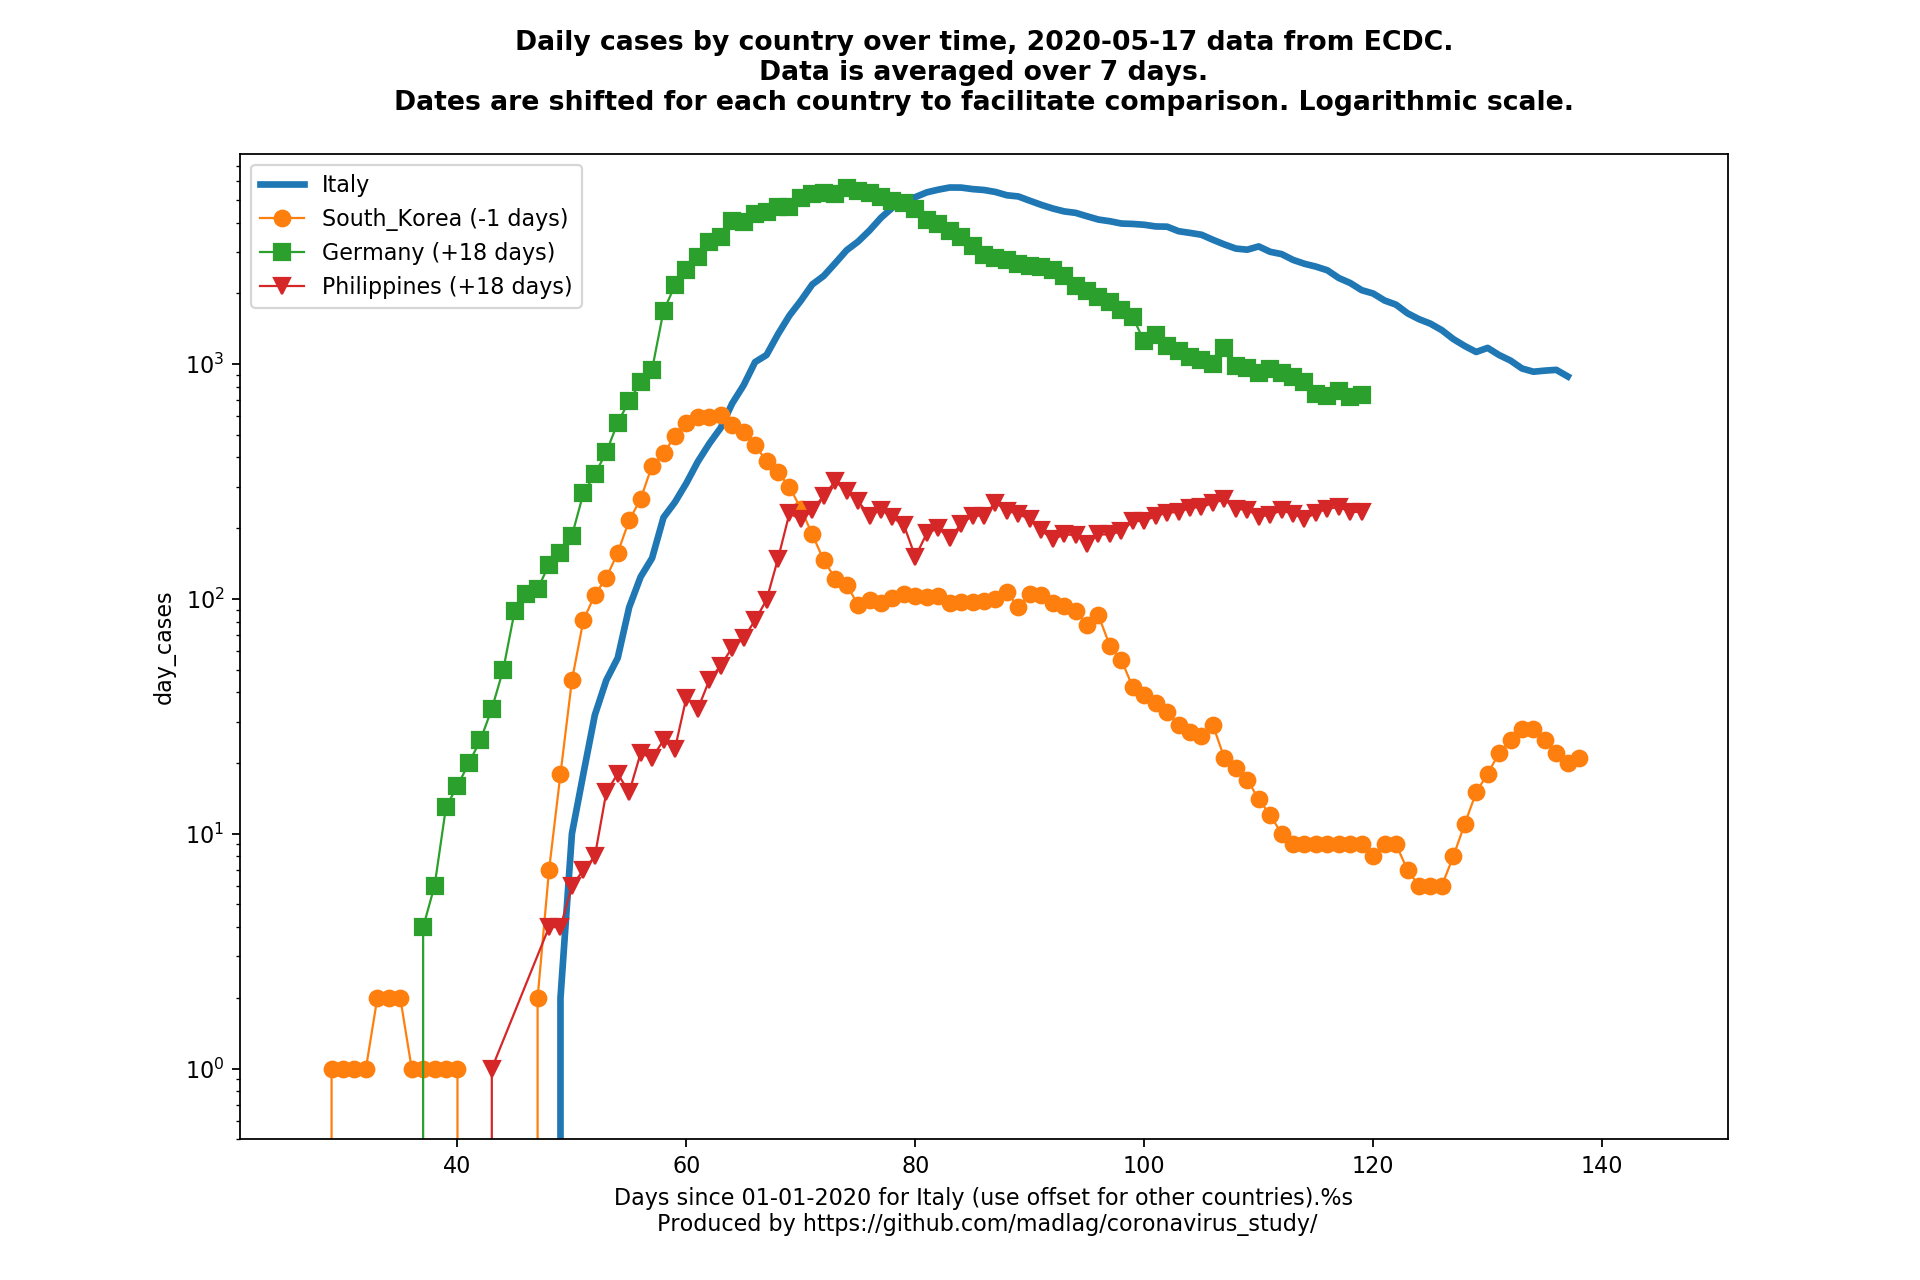 Daily cases by country over time, 2020-05-17 data from ECDC.
Data is averaged over 7 days.
Dates are shifted for each country to facilitate comparison. Logarithmic scale.
Italy
South_Korea (-1 days)
Germany (+18 days)
Philippines (+18 days)
day_cases
10³
10²
10¹
10⁰
40 60 80 100 120 140
Days since 01-01-2020 for Italy (use offset for other countries).%s
Produced by https://github.com/madlag/coronavirus_study/